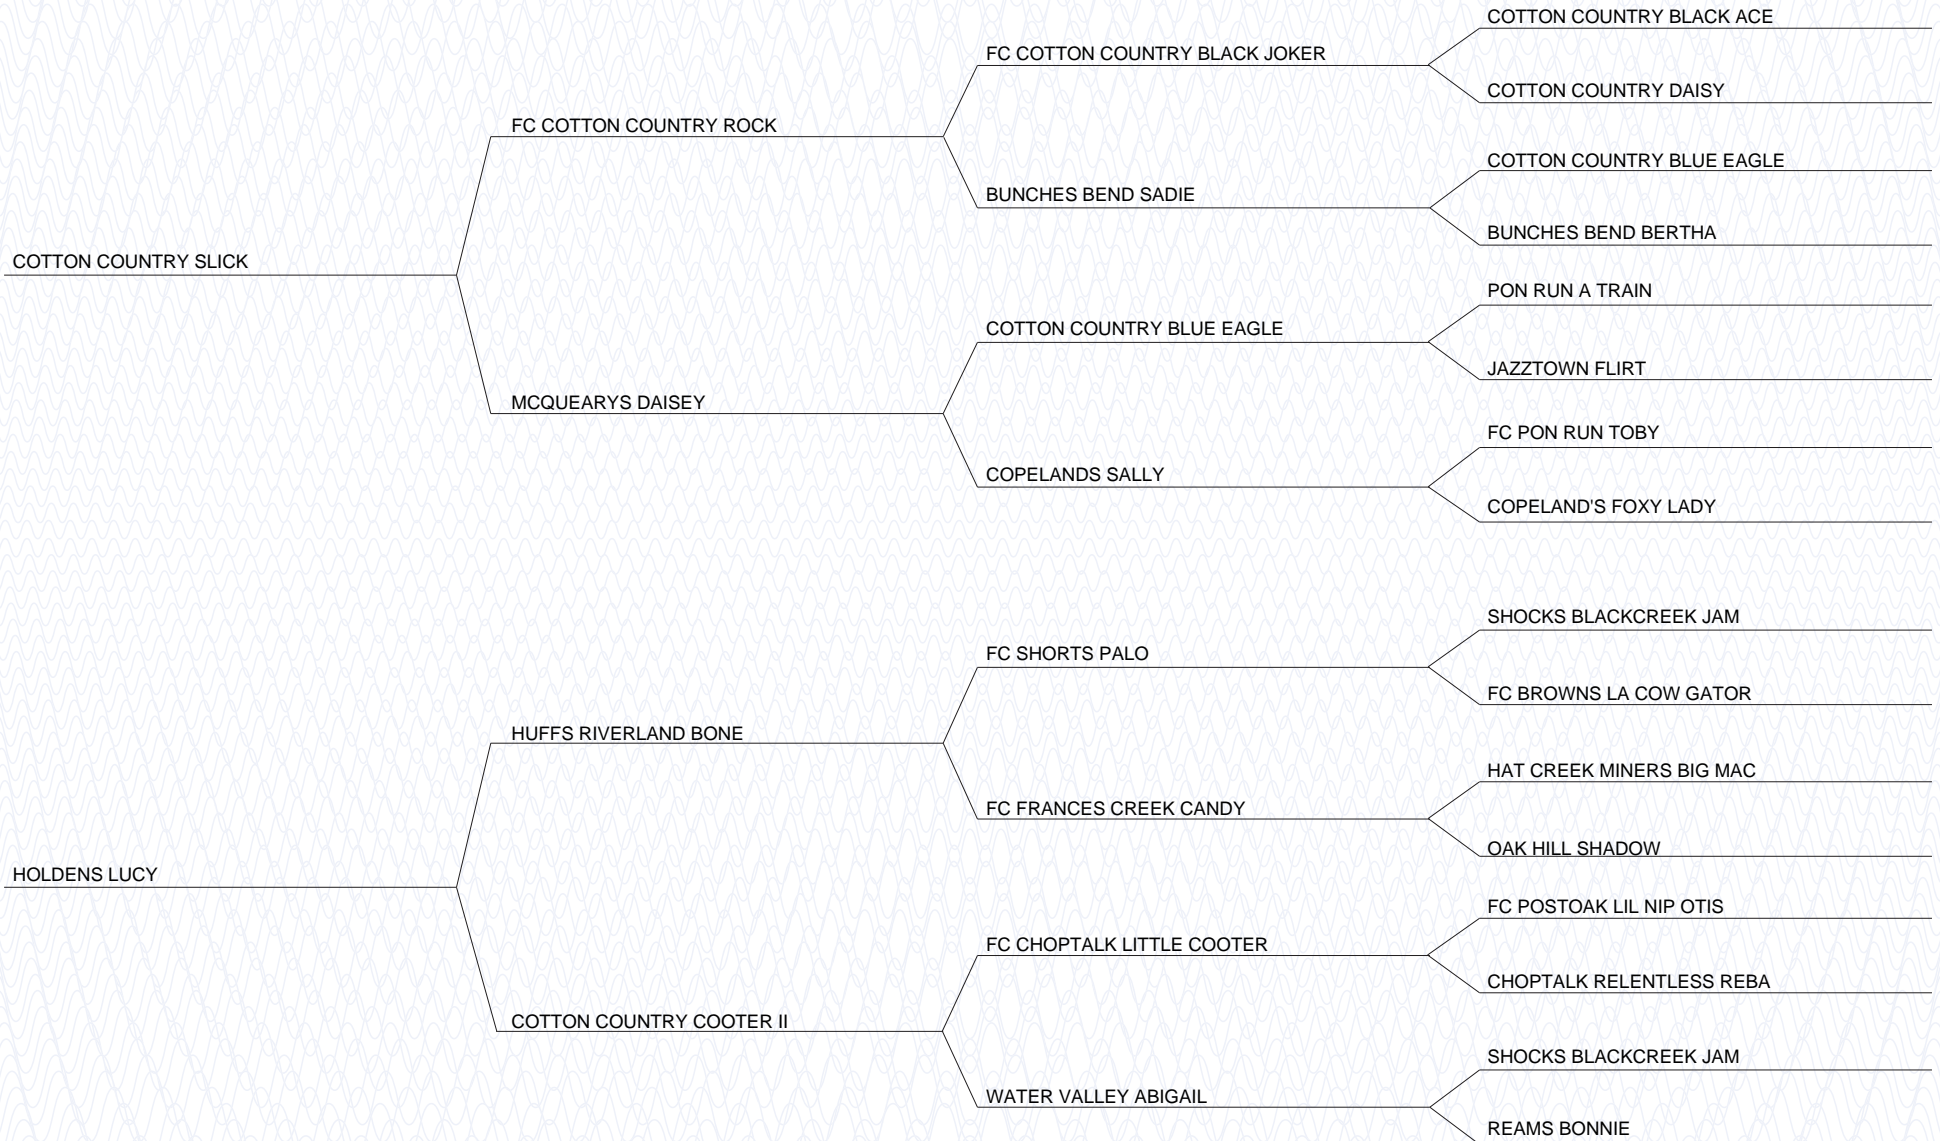 COTTON COUNTRY BLACK ACE
FC COTTON COUNTRY BLACK JOKER
COTTON COUNTRY DAISY
FC COTTON COUNTRY ROCK
COTTON COUNTRY BLUE EAGLE
BUNCHES BEND SADIE
BUNCHES BEND BERTHA
COTTON COUNTRY SLICK
PON RUN A TRAIN
COTTON COUNTRY BLUE EAGLE
JAZZTOWN FLIRT
MCQUEARYS DAISEY
FC PON RUN TOBY
COPELANDS SALLY
COPELAND'S FOXY LADY
SHOCKS BLACKCREEK JAM
FC SHORTS PALO
FC BROWNS LA COW GATOR
HUFFS RIVERLAND BONE
HAT CREEK MINERS BIG MAC
FC FRANCES CREEK CANDY
OAK HILL SHADOW
HOLDENS LUCY
FC POSTOAK LIL NIP OTIS
FC CHOPTALK LITTLE COOTER
CHOPTALK RELENTLESS REBA
COTTON COUNTRY COOTER II
SHOCKS BLACKCREEK JAM
WATER VALLEY ABIGAIL
REAMS BONNIE